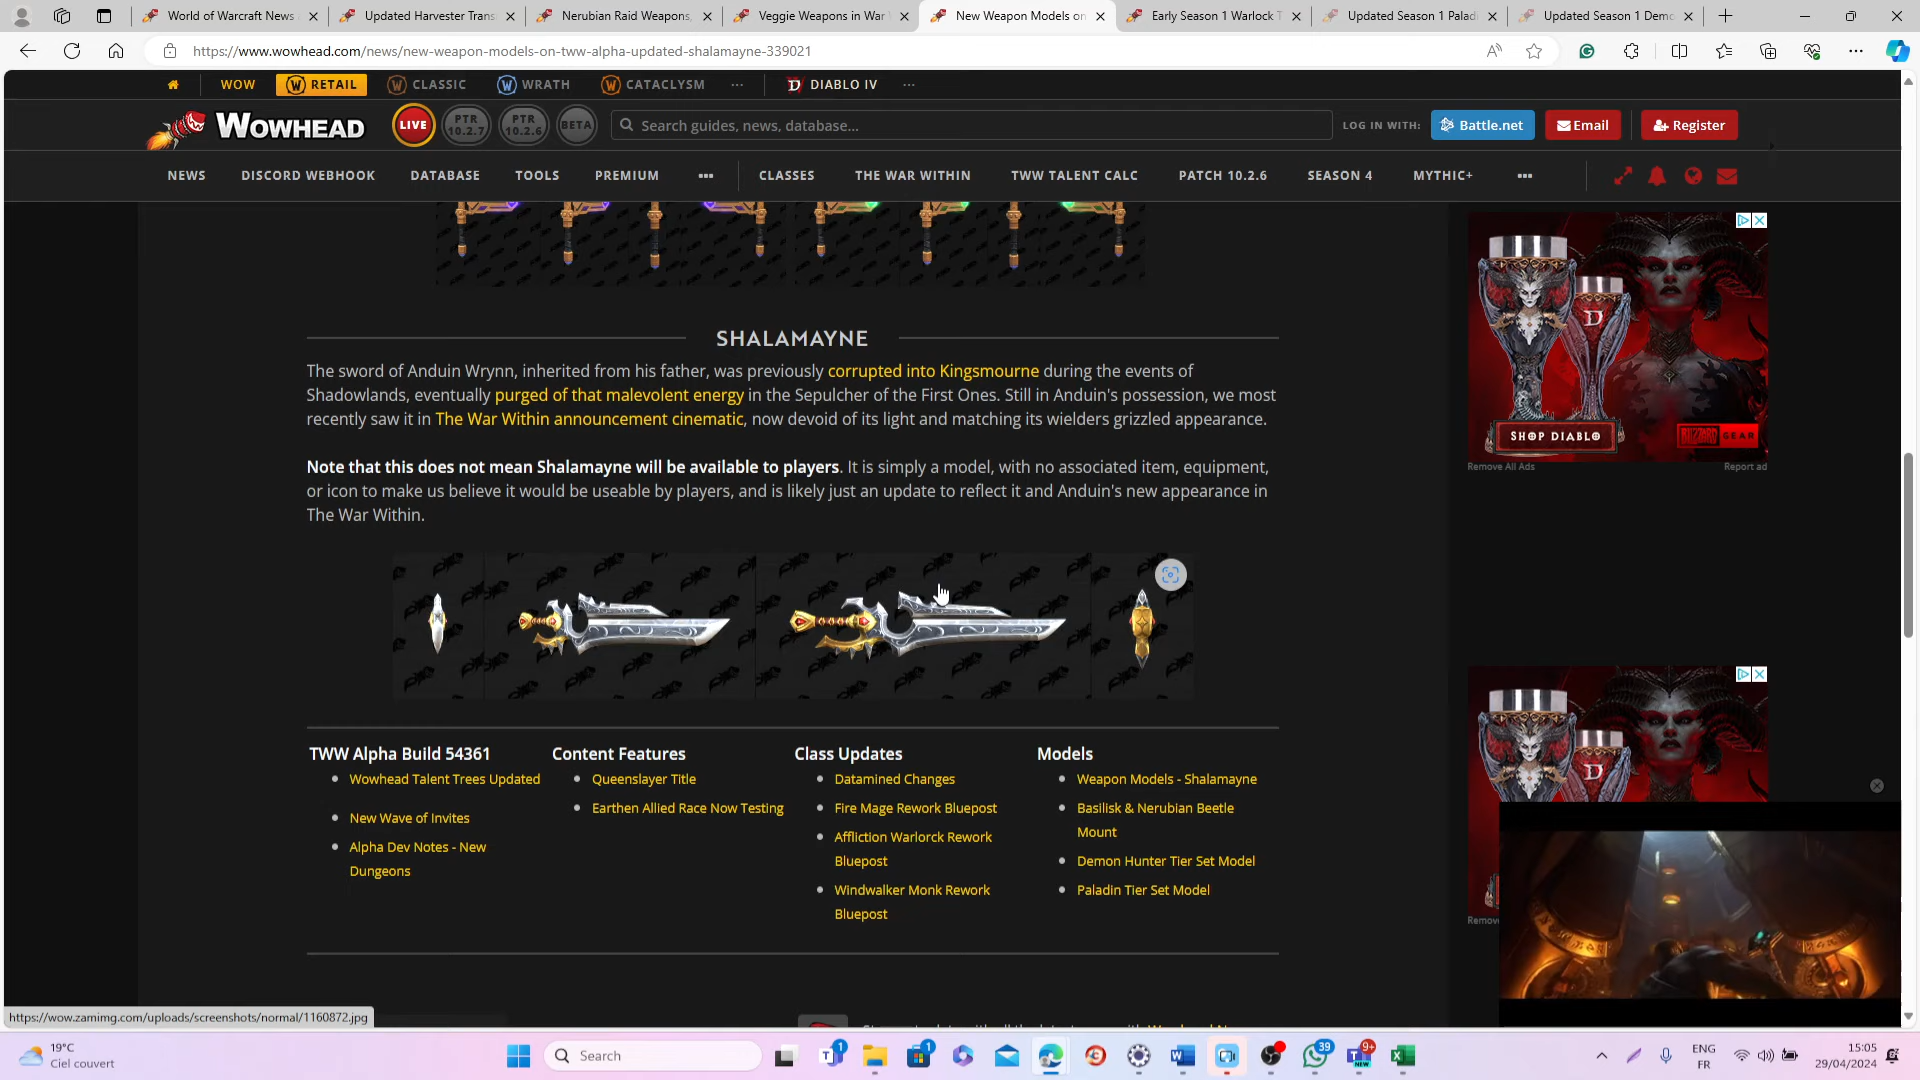 World of Warcraft News
Updated Harvester Trans
Nerubian Raid Weapons,
Veggie Weapons in War
New Weapon Models on
Early Season 1 Warlock T
Updated Season 1 Palad
Updated Season 1 Demo
https://www.wowhead.com/news/new-weapon-models-on-tww-alpha-updated-shalamayne-339021
WOW RETAIL CLASSIC WRATH CATACLYSM ... DIABLO IV ...
WOWHEAD LIVE PTR 10.2.7 PTR 10.2.6 BETA Search guides, news, database... LOG IN WITH: Battle.net Email Register
NEWS DISCORD WEBHOOK DATABASE TOOLS PREMIUM ... CLASSES THE WAR WITHIN TWW TALENT CALC PATCH 10.2.6 SEASON 4 MYTHIC+ ...
SHALAMAYNE
The sword of Anduin Wrynn, inherited from his father, was previously corrupted into Kingsmourne during the events of
Shadowlands, eventually purged of that malevolent energy in the Sepulcher of the First Ones. Still in Anduin's possession, we most
recently saw it in The War Within announcement cinematic, now devoid of its light and matching its wielders grizzled appearance.
Note that this does not mean Shalamayne will be available to players. It is simply a model, with no associated item, equipment,
or icon to make us believe it would be useable by players, and is likely just an update to reflect it and Anduin's new appearance in
The War Within.
SHOP DIABLO BLIZZARD GEAR
Remove All Ads Report ad
TWW Alpha Build 54361
Wowhead Talent Trees Updated
New Wave of Invites
Alpha Dev Notes - New
Dungeons
Content Features
Queenslayer Title
Earthen Allied Race Now Testing
Class Updates
Datamined Changes
Fire Mage Rework Bluepost
Affliction Warlorck Rework
Bluepost
Windwalker Monk Rework
Bluepost
Models
Weapon Models - Shalamayne
Basilisk & Nerubian Beetle
Mount
Demon Hunter Tier Set Model
Paladin Tier Set Model
Remove
https://wow.zamimg.com/uploads/screenshots/normal/1160872.jpg
19°C
Ciel couvert
Search
1
1
39
9+
NEW
ENG
FR
15:05
29/04/2024